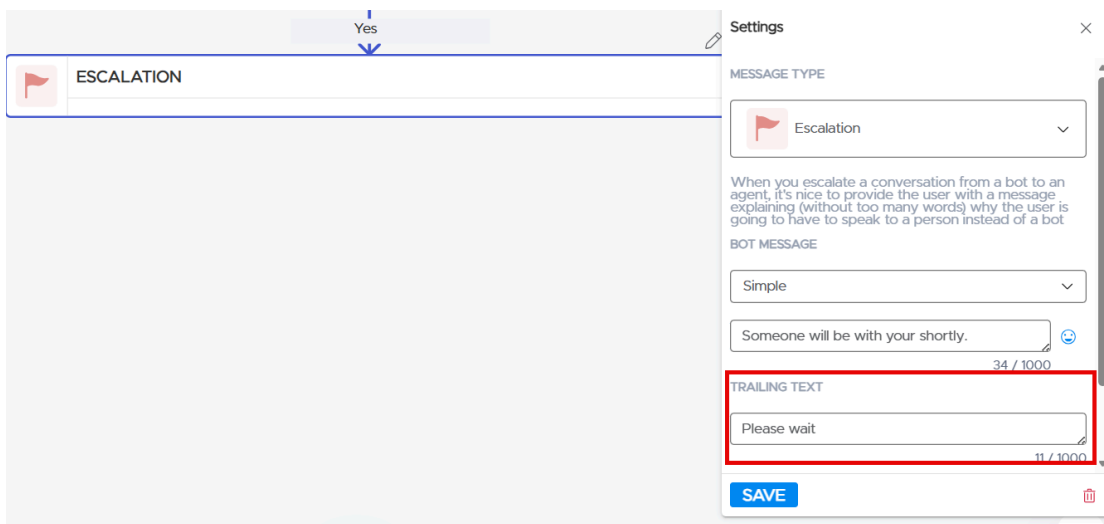 Yes
ESCALATION
Settings
MESSAGE TYPE
Escalation
When you escalate a conversation from a bot to an
agent, it's nice to provide the user with a message
explaining (without too many words) why the user is
going to have to speak to a person instead of a bot
BOT MESSAGE
Simple
Someone will be with your shortly.
34 / 1000
TRAILING TEXT
Please wait
11 / 1000
SAVE